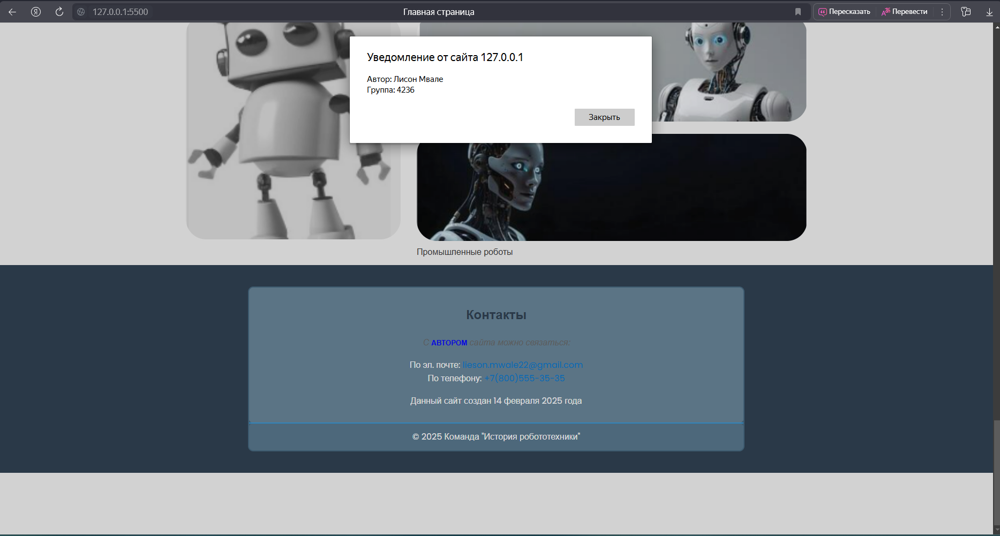 127.0.0.1:5500
Главная страница
Пересказать
Перевести
Уведомление от сайта 127.0.0.1
Автор: Лисон Мвале
Группа: 4236
Закрыть
Промышленные роботы
Контакты
С АВТОРОМ сайта можно связаться:
По эл. почте: lieson.mwale22@gmail.com
По телефону: +7(800)555-35-35
Данный сайт создан 14 февраля 2025 года
© 2025 Команда "История робототехники"